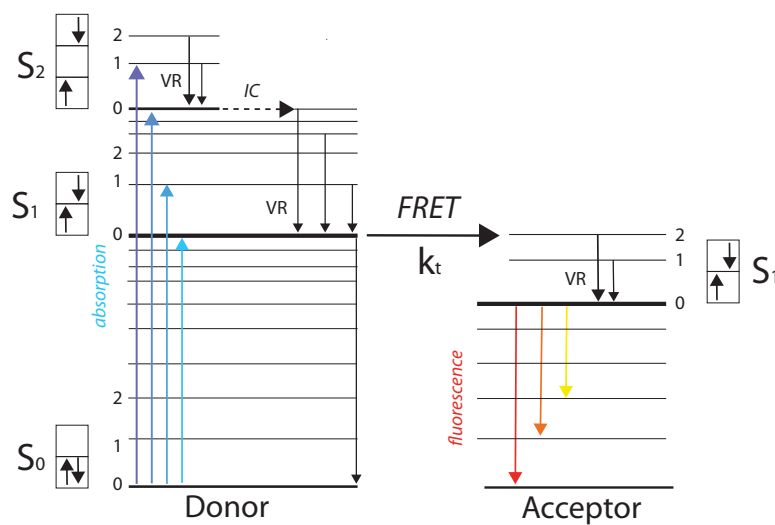 S2
2
1
0
VR
IC
2
1
0
S1
VR
FRET
kt
2
1
0
VR
S1
absorption
fluorescence
2
1
0
S0
Donor
Acceptor